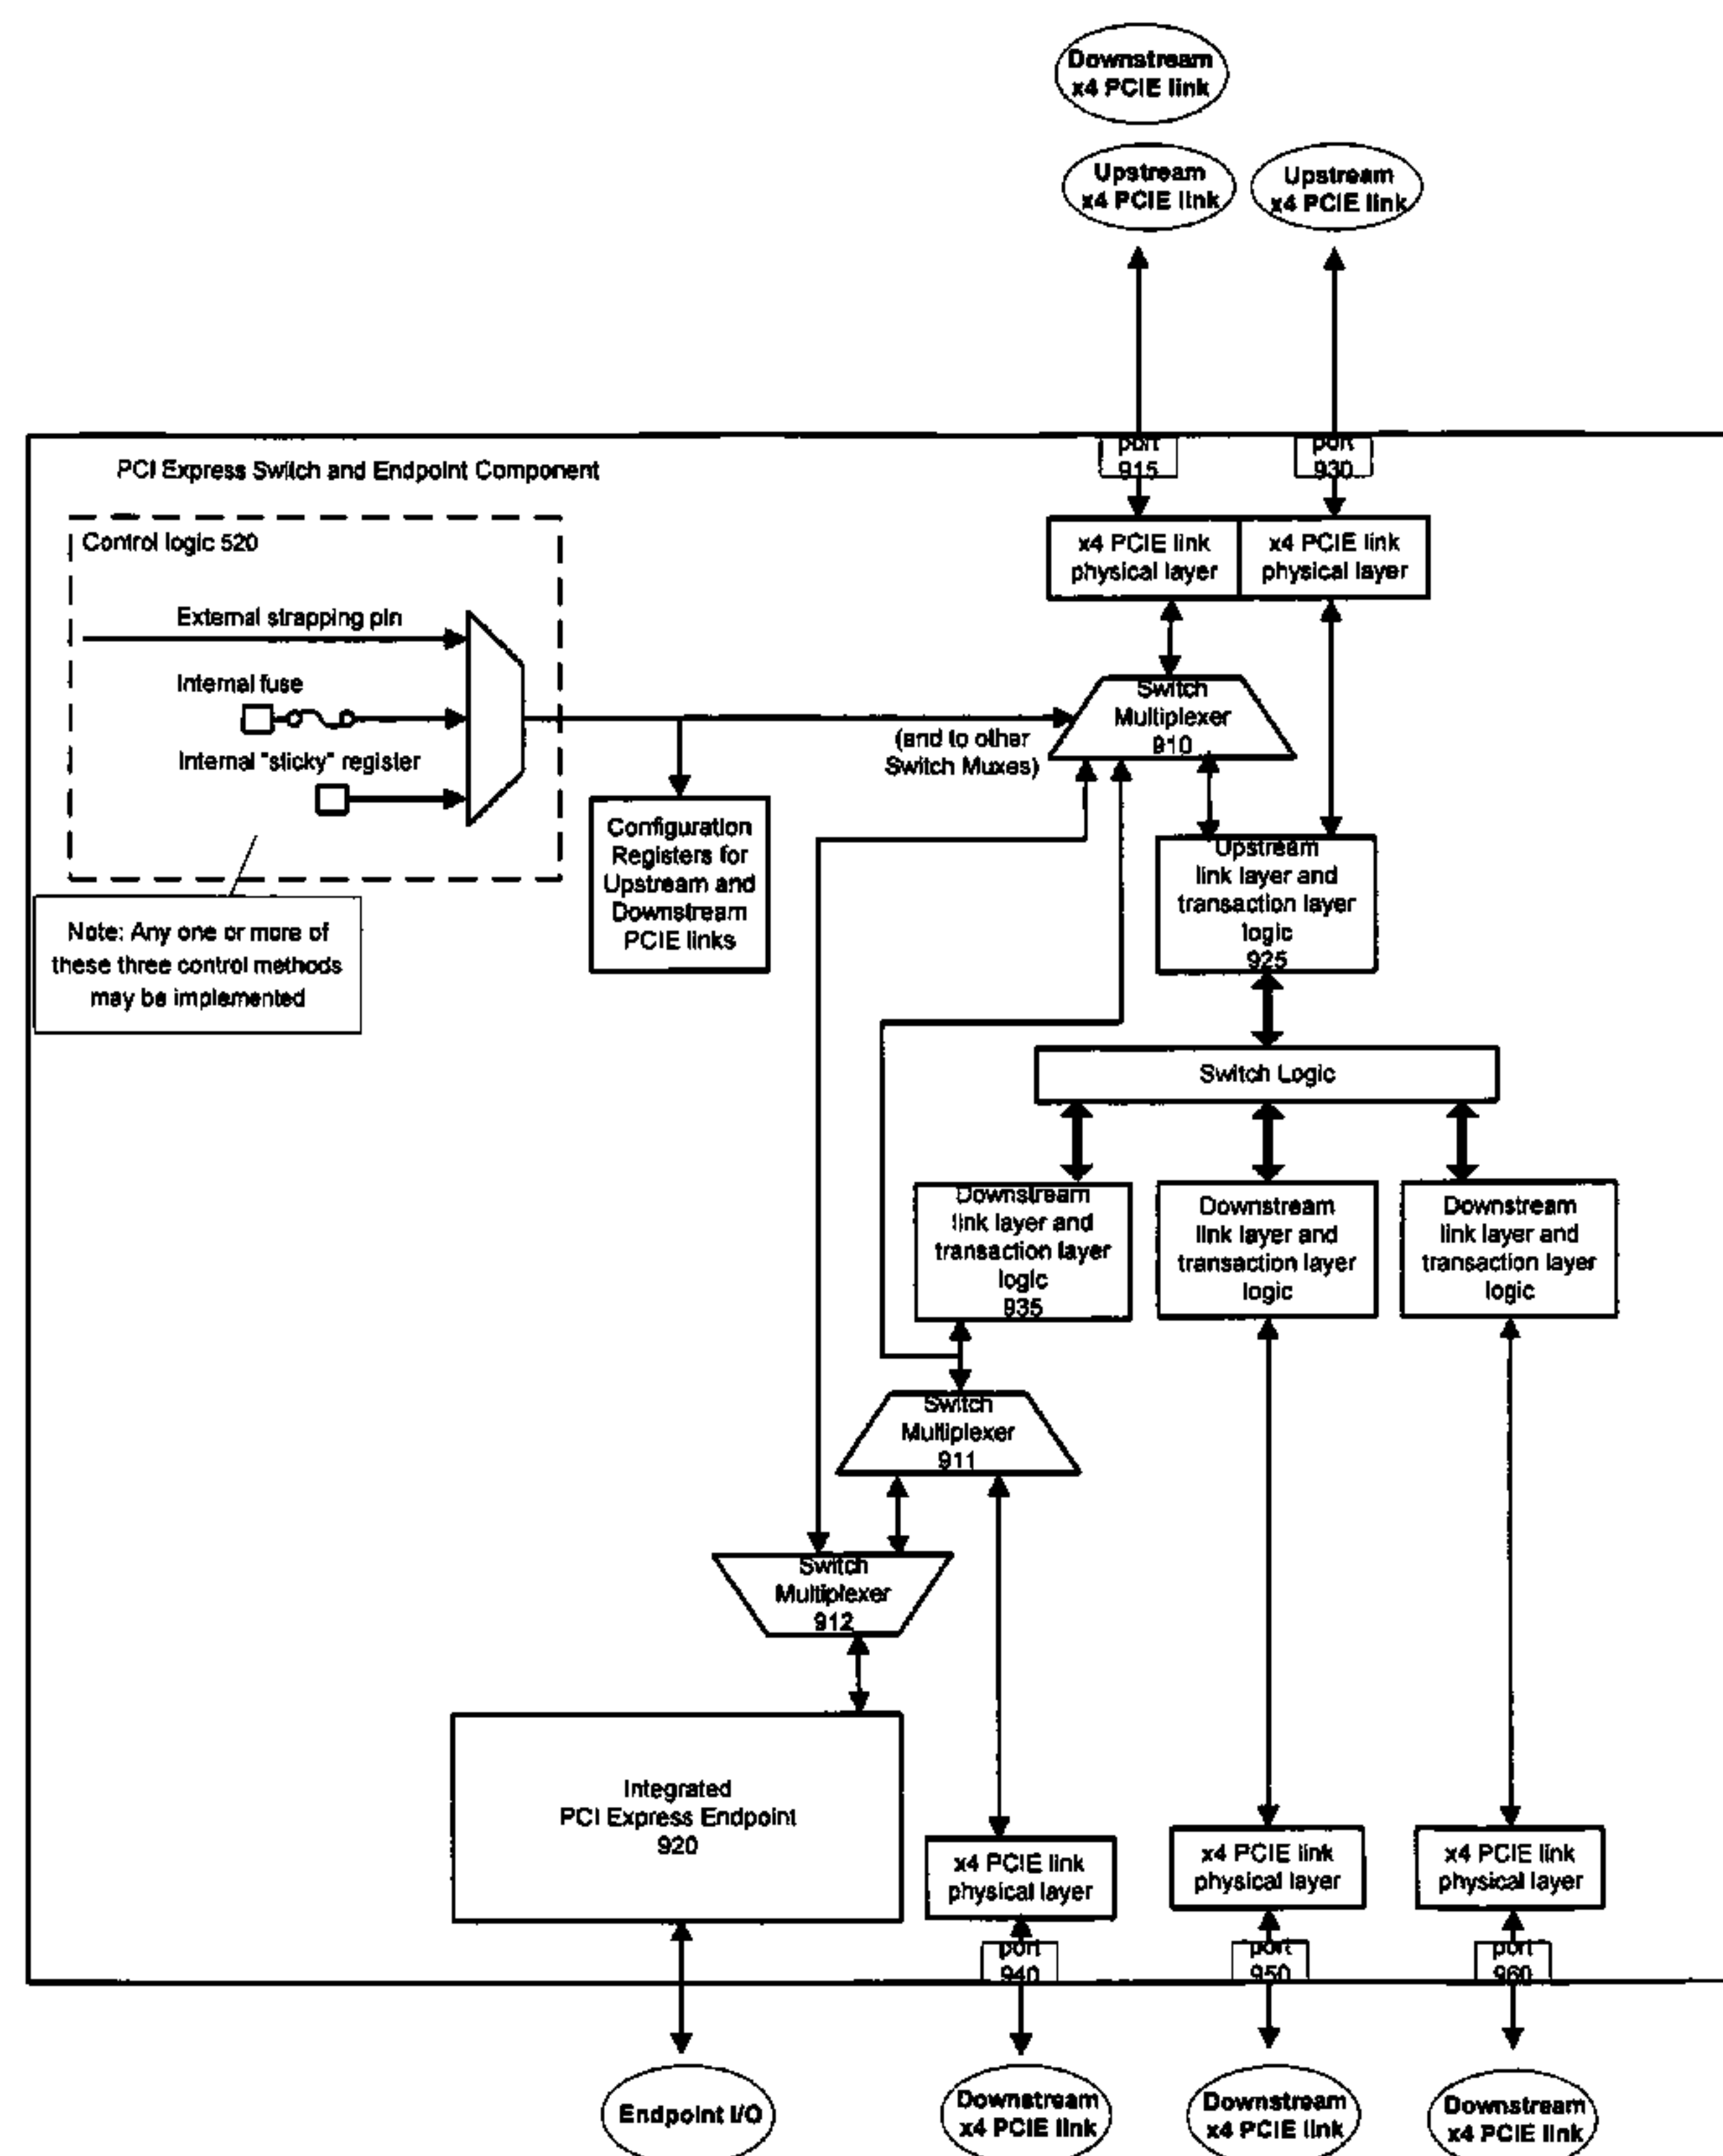 Downstream
x4 PCIE link
Upstream
x4 PCIE link
Upstream
x4 PCIE link
port
915
port
930
PCI Express Switch and Endpoint Component
Control logic 520
External strapping pin
Internal fuse
Internal "sticky" register
Note: Any one or more of
these three control methods
may be implemented
x4 PCIE link
physical layer
x4 PCIE link
physical layer
Switch
Multiplexer
910
(and to other
Switch Muxes)
Configuration
Registers for
Upstream and
Downstream
PCIE links
Upstream
link layer and
transaction layer
logic
925
Switch Logic
Downstream
link layer and
transaction layer
logic
935
Downstream
link layer and
transaction layer
logic
Downstream
link layer and
transaction layer
logic
Switch
Multiplexer
911
Switch
Multiplexer
912
Integrated
PCI Express Endpoint
920
x4 PCIE link
physical layer
x4 PCIE link
physical layer
x4 PCIE link
physical layer
port
940
port
950
port
960
Endpoint I/O
Downstream
x4 PCIE link
Downstream
x4 PCIE link
Downstream
x4 PCIE link